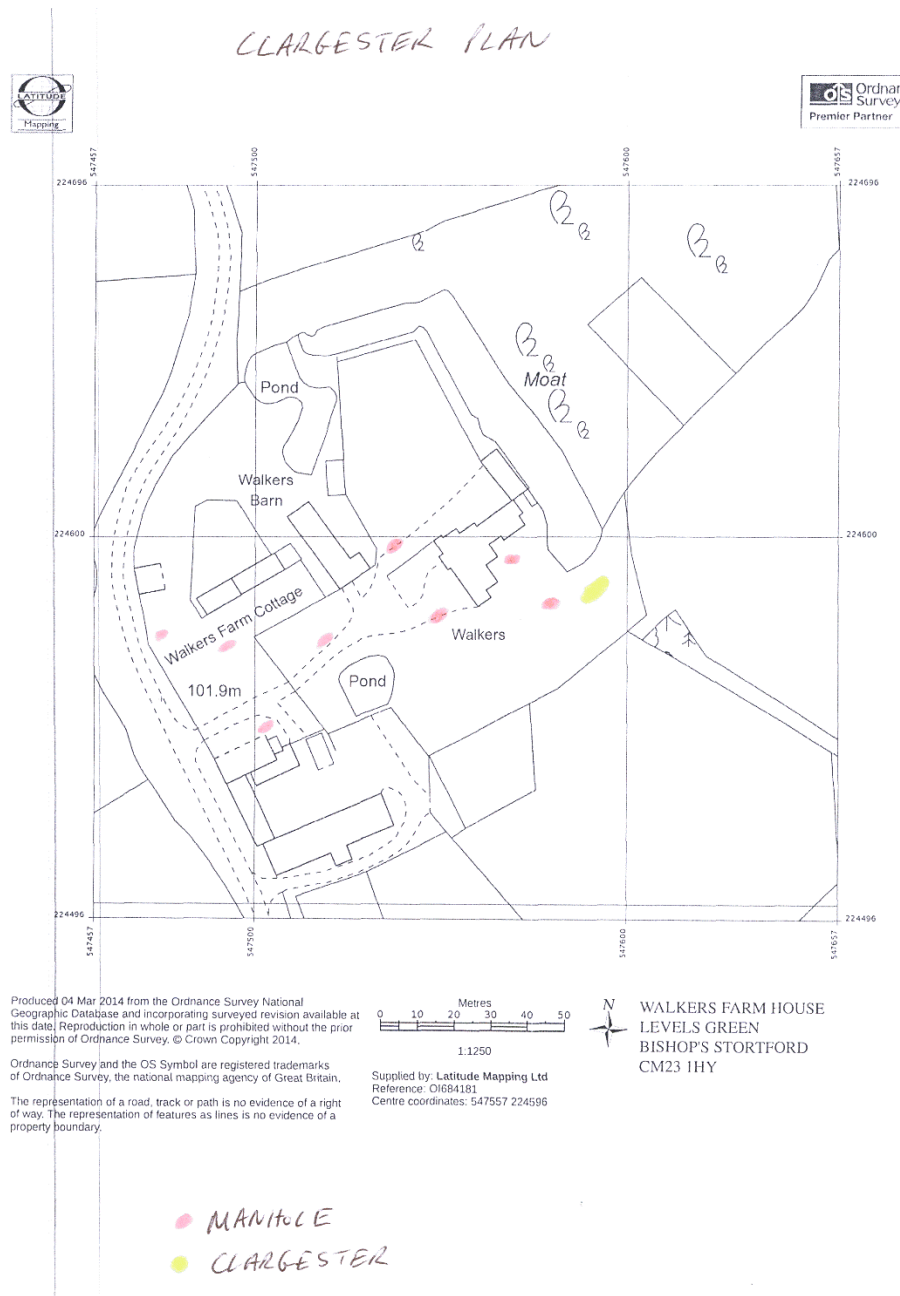 CLARGESTER PLAN
LATITUDE
Mapping
OS Ordnan
Survey
Premier Partner
547457
547500
547600
547657
224696
224696
Pond
Moat
Walkers
Barn
224600
224600
Walkers Farm Cottage
Walkers
101.9m
Pond
224496
224496
547457
547500
547600
547657
Produced 04 Mar 2014 from the Ordnance Survey National
Geographic Database and incorporating surveyed revision available at
this date. Reproduction in whole or part is prohibited without the prior
permission of Ordnance Survey. © Crown Copyright 2014.
Ordnance Survey and the OS Symbol are registered trademarks
of Ordnance Survey, the national mapping agency of Great Britain.
The representation of a road, track or path is no evidence of a right
of way. The representation of features as lines is no evidence of a
property boundary.
Metres
0 10 20 30 40 50
1:1250
Supplied by: Latitude Mapping Ltd
Reference: OI684181
Centre coordinates: 547557 224596
N
WALKERS FARM HOUSE
LEVELS GREEN
BISHOP'S STORTFORD
CM23 1HY
MANHOLE
CLARGESTER